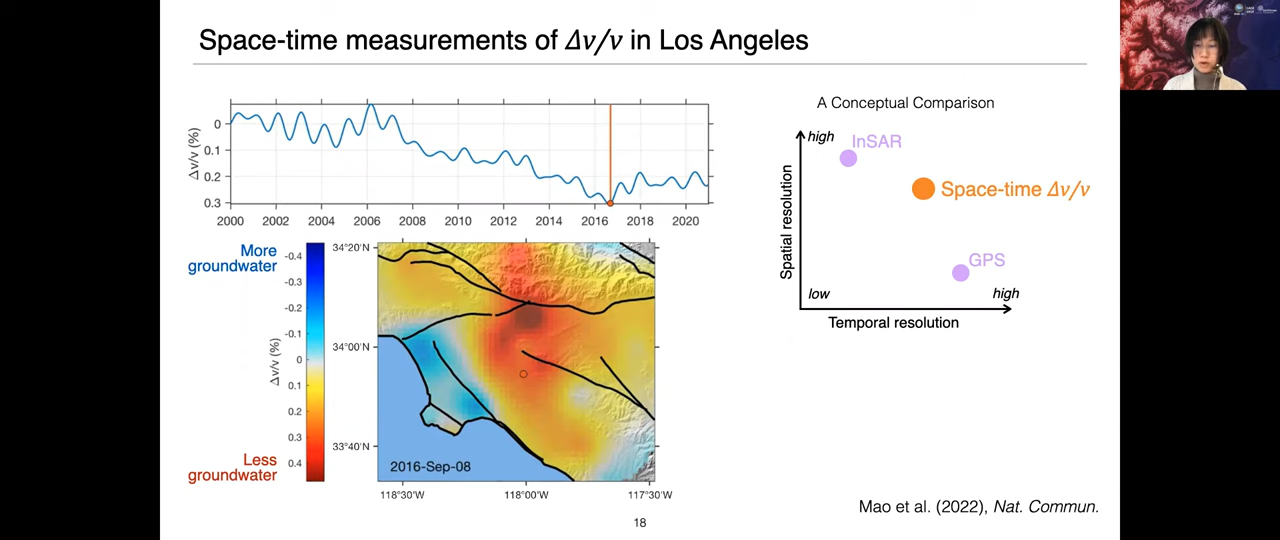 Space-time measurements of Δv/v in Los Angeles
Δv/v (%)
0
0.1
0.2
0.3
2000 2002 2004 2006 2008 2010 2012 2014 2016 2018 2020
More
groundwater
Less
groundwater
Δv/v (%)
-0.4
-0.3
-0.2
-0.1
0
0.1
0.2
0.3
0.4
34°20'N
34°00'N
33°40'N
2016-Sep-08
118°30'W 118°00'W 117°30'W
A Conceptual Comparison
high
InSAR
Space-time Δv/v
GPS
Spatial resolution
low high
Temporal resolution
Mao et al. (2022), Nat. Commun.
18